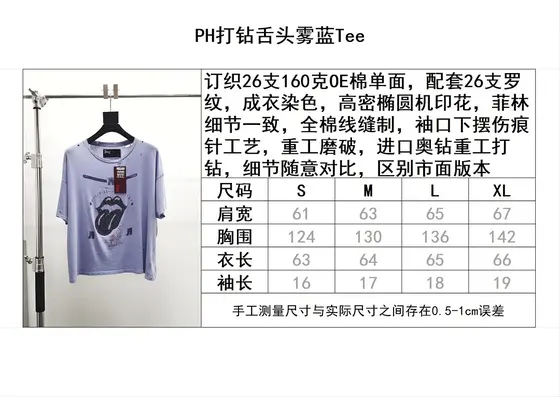 PH打钻舌头雾蓝Tee
订织26支160克OE棉单面，配套26支罗
纹，成衣染色，高密椭圆机印花，菲林
细节一致，全棉线缝制，袖口下摆伤痕
针工艺，重工磨破，进口奥钻重工打
钻，细节随意对比，区别市面版本
尺码 S M L XL
肩宽 61 63 65 67
胸围 124 130 136 142
衣长 63 64 65 66
袖长 16 17 18 19
手工测量尺寸与实际尺寸之间存在0.5-1cm误差